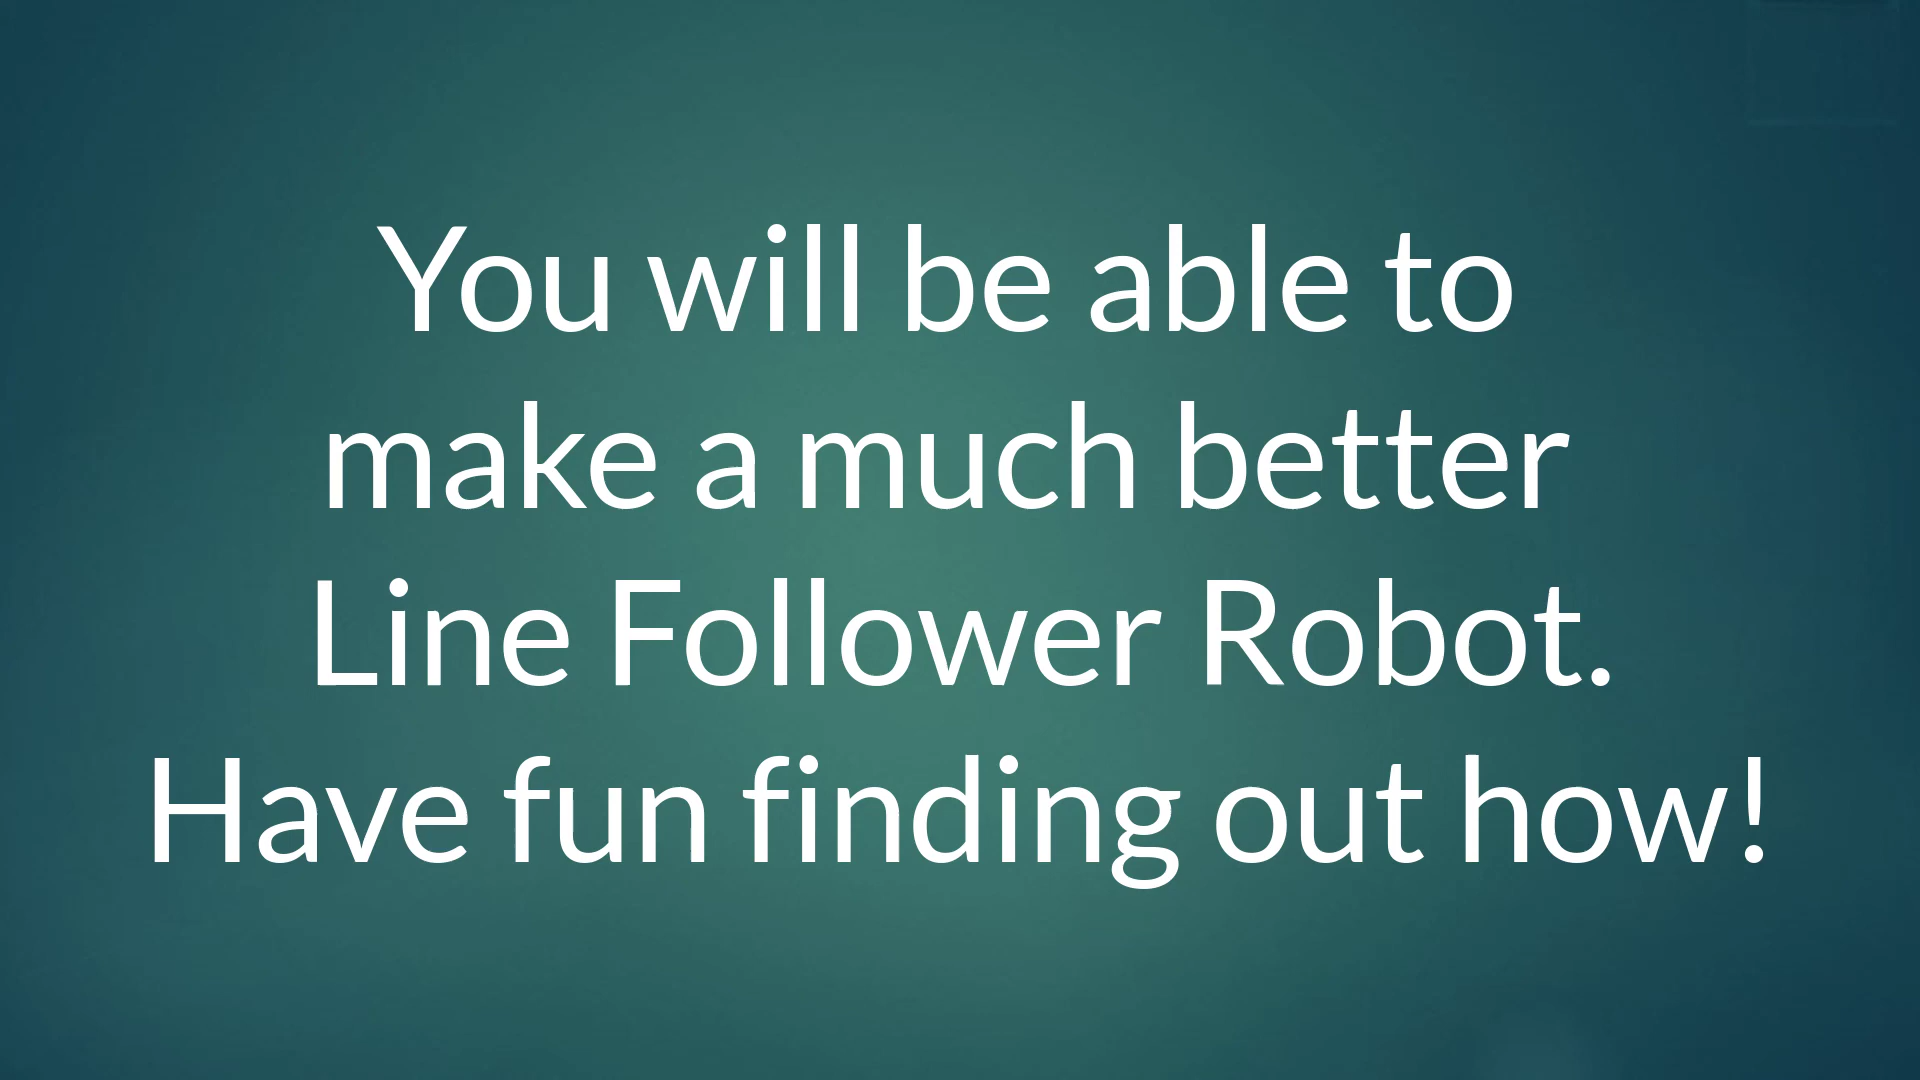 You will be able to
make a much better
Line Follower Robot.
Have fun finding out how!